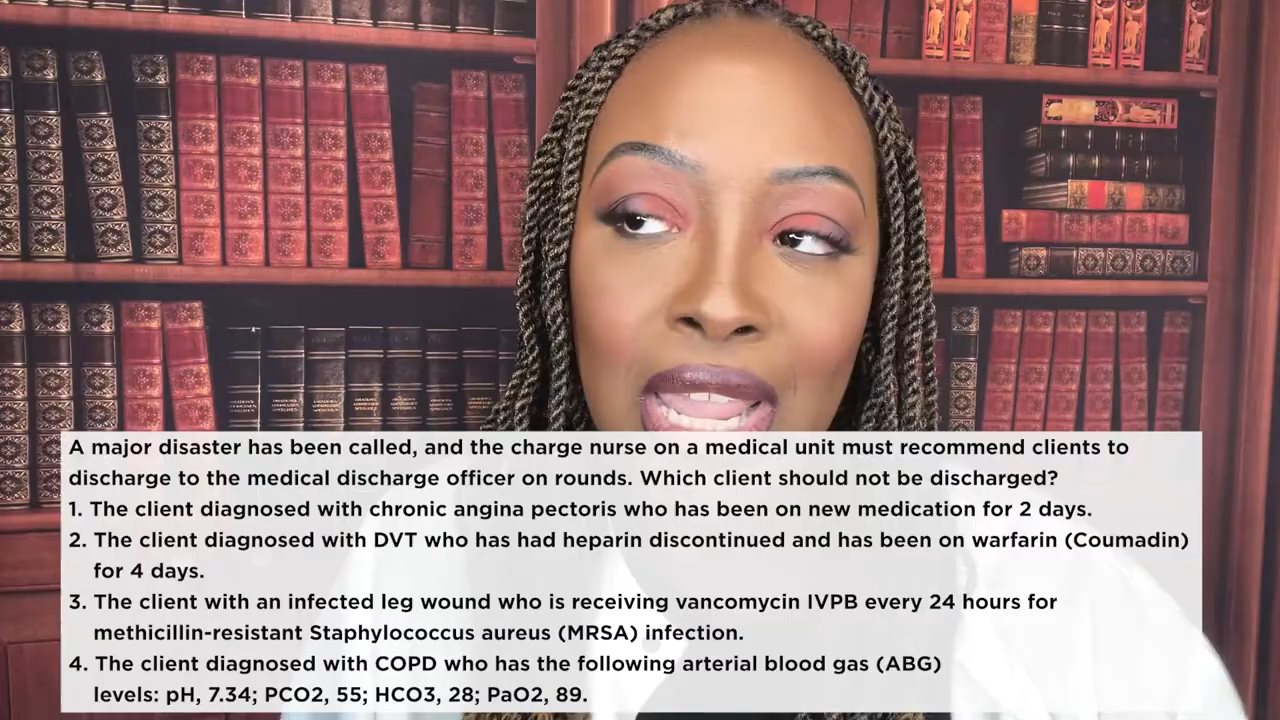 A major disaster has been called, and the charge nurse on a medical unit must recommend clients to
discharge to the medical discharge officer on rounds. Which client should not be discharged?
1. The client diagnosed with chronic angina pectoris who has been on new medication for 2 days.
2. The client diagnosed with DVT who has had heparin discontinued and has been on warfarin (Coumadin)
for 4 days.
3. The client with an infected leg wound who is receiving vancomycin IVPB every 24 hours for
methicillin-resistant Staphylococcus aureus (MRSA) infection.
4. The client diagnosed with COPD who has the following arterial blood gas (ABG)
levels: pH, 7.34; PCO2, 55; HCO3, 28; PaO2, 89.